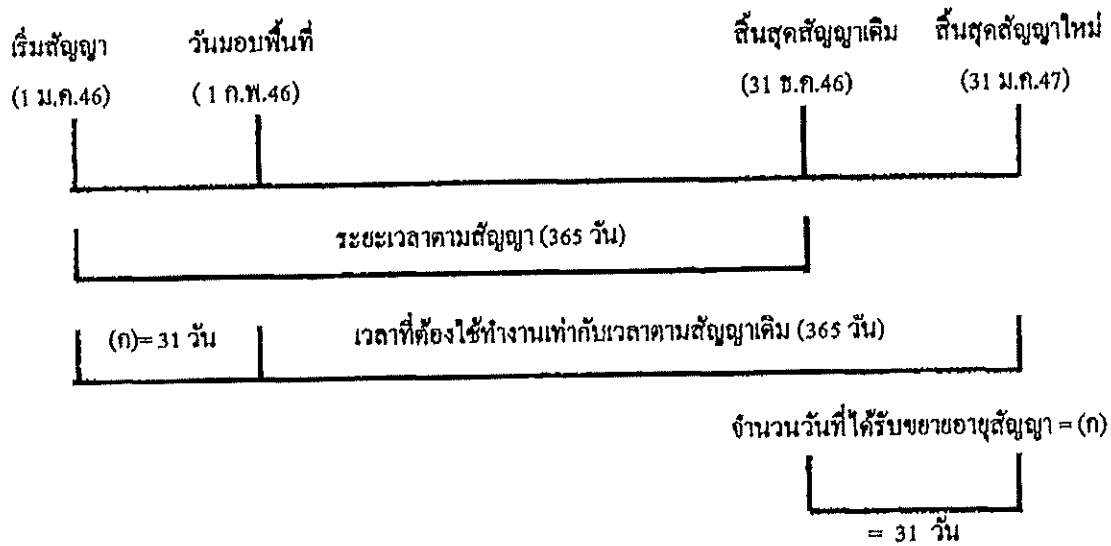 เริ่มสัญญา วันมอบพื้นที่ สิ้นสุดสัญญาเดิม สิ้นสุดสัญญาใหม่
(1 ม.ค.46) ( 1 ก.พ.46) (31 ธ.ค.46) (31 ม.ค.47)
ระยะเวลาตามสัญญา (365 วัน)
(ก)= 31 วัน เวลาที่ต้องใช้ทำงานเท่ากับเวลาตามสัญญาเดิม (365 วัน)
จำนวนวันที่ได้รับขยายอายุสัญญา = (ก)
= 31 วัน